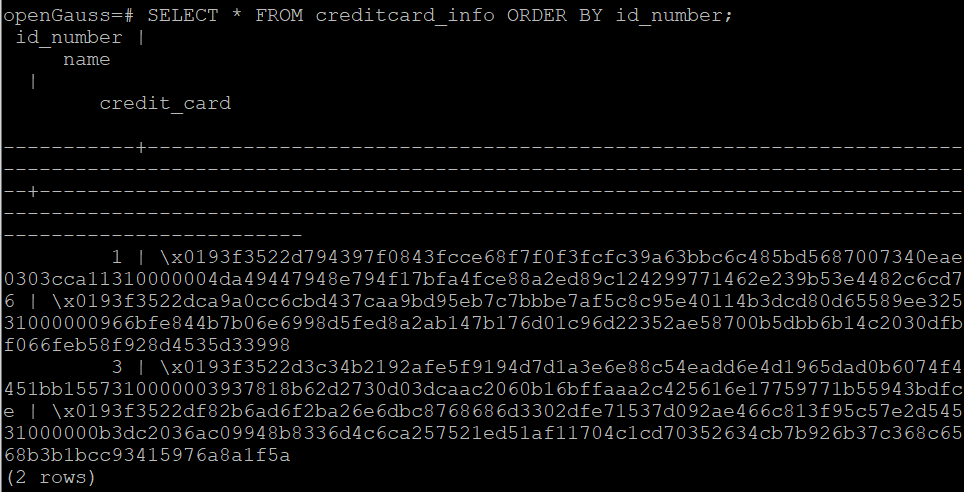 openGauss=# SELECT * FROM creditcard_info ORDER BY id_number;
id_number |
name
|
credit_card
-----------+----------------------------------------------------------------------
----------------------------------------------------------------------------------
--+-------------------------------------------------------------------------------
----------------------------------------------------------------------------------
--------------------------
1 | \x0193f3522d794397f0843fcce68f7f0f3fcfc39a63bbc6c485bd5687007340eae
0303cca11310000004da49447948e794f17bfa4fce88a2ed89c124299771462e239b53e4482c6cd7
6 | \x0193f3522dca9a0cc6cbd437caa9bd95eb7c7bbbe7af5c8c95e40114b3dcd80d65589ee325
31000000966bfe844b7b06e6998d5fed8a2ab147b176d01c96d22352ae58700b5dbb6b14c2030dfb
f066feb58f928d4535d33998
3 | \x0193f3522d3c34b2192afe5f9194d7d1a3e6e88c54eadd6e4d1965dad0b6074f4
451bb1557310000003937818b62d2730d03dcaac2060b16bffaaa2c425616e17759771b55943bdfc
e | \x0193f3522df82b6ad6f2ba26e6dbc8768686d3302dfe71537d092ae466c813f95c57e2d545
31000000b3dc2036ac09948b8336d4c6ca257521ed51af11704c1cd70352634cb7b926b37c368c65
68b3b1bcc93415976a8a1f5a
(2 rows)